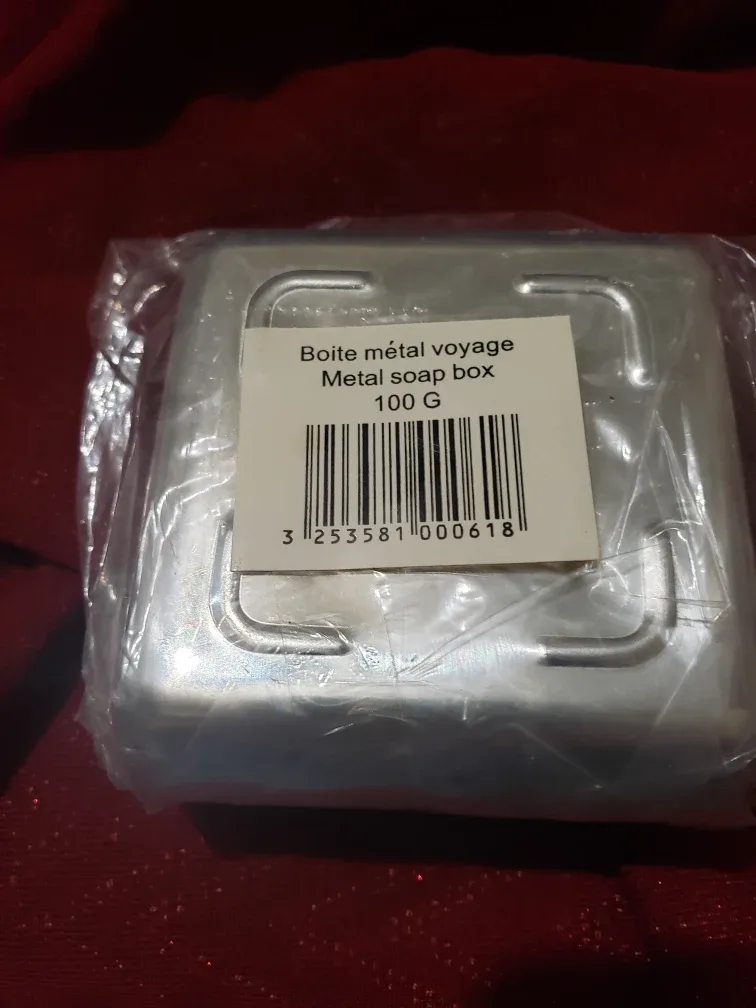 Boite métal voyage
Metal soap box
100 G
3 253581 000618